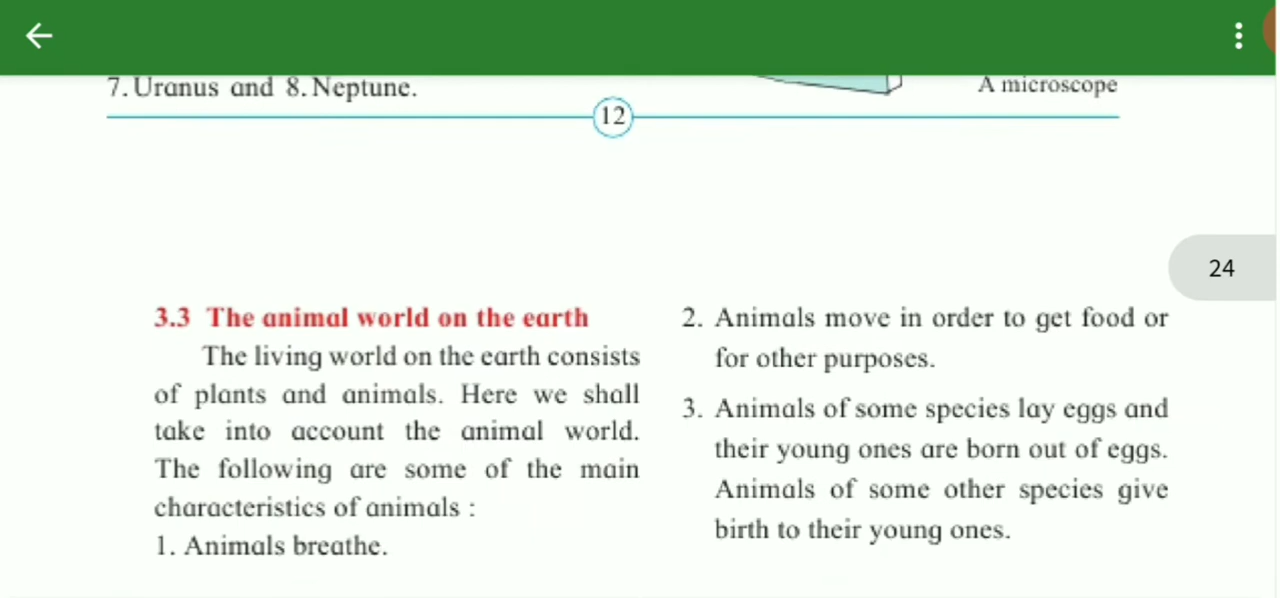 7. Uranus and 8. Neptune.
A microscope
12
24
3.3 The animal world on the earth
The living world on the earth consists
of plants and animals. Here we shall
take into account the animal world.
The following are some of the main
characteristics of animals :
1. Animals breathe.
2. Animals move in order to get food or
for other purposes.
3. Animals of some species lay eggs and
their young ones are born out of eggs.
Animals of some other species give
birth to their young ones.